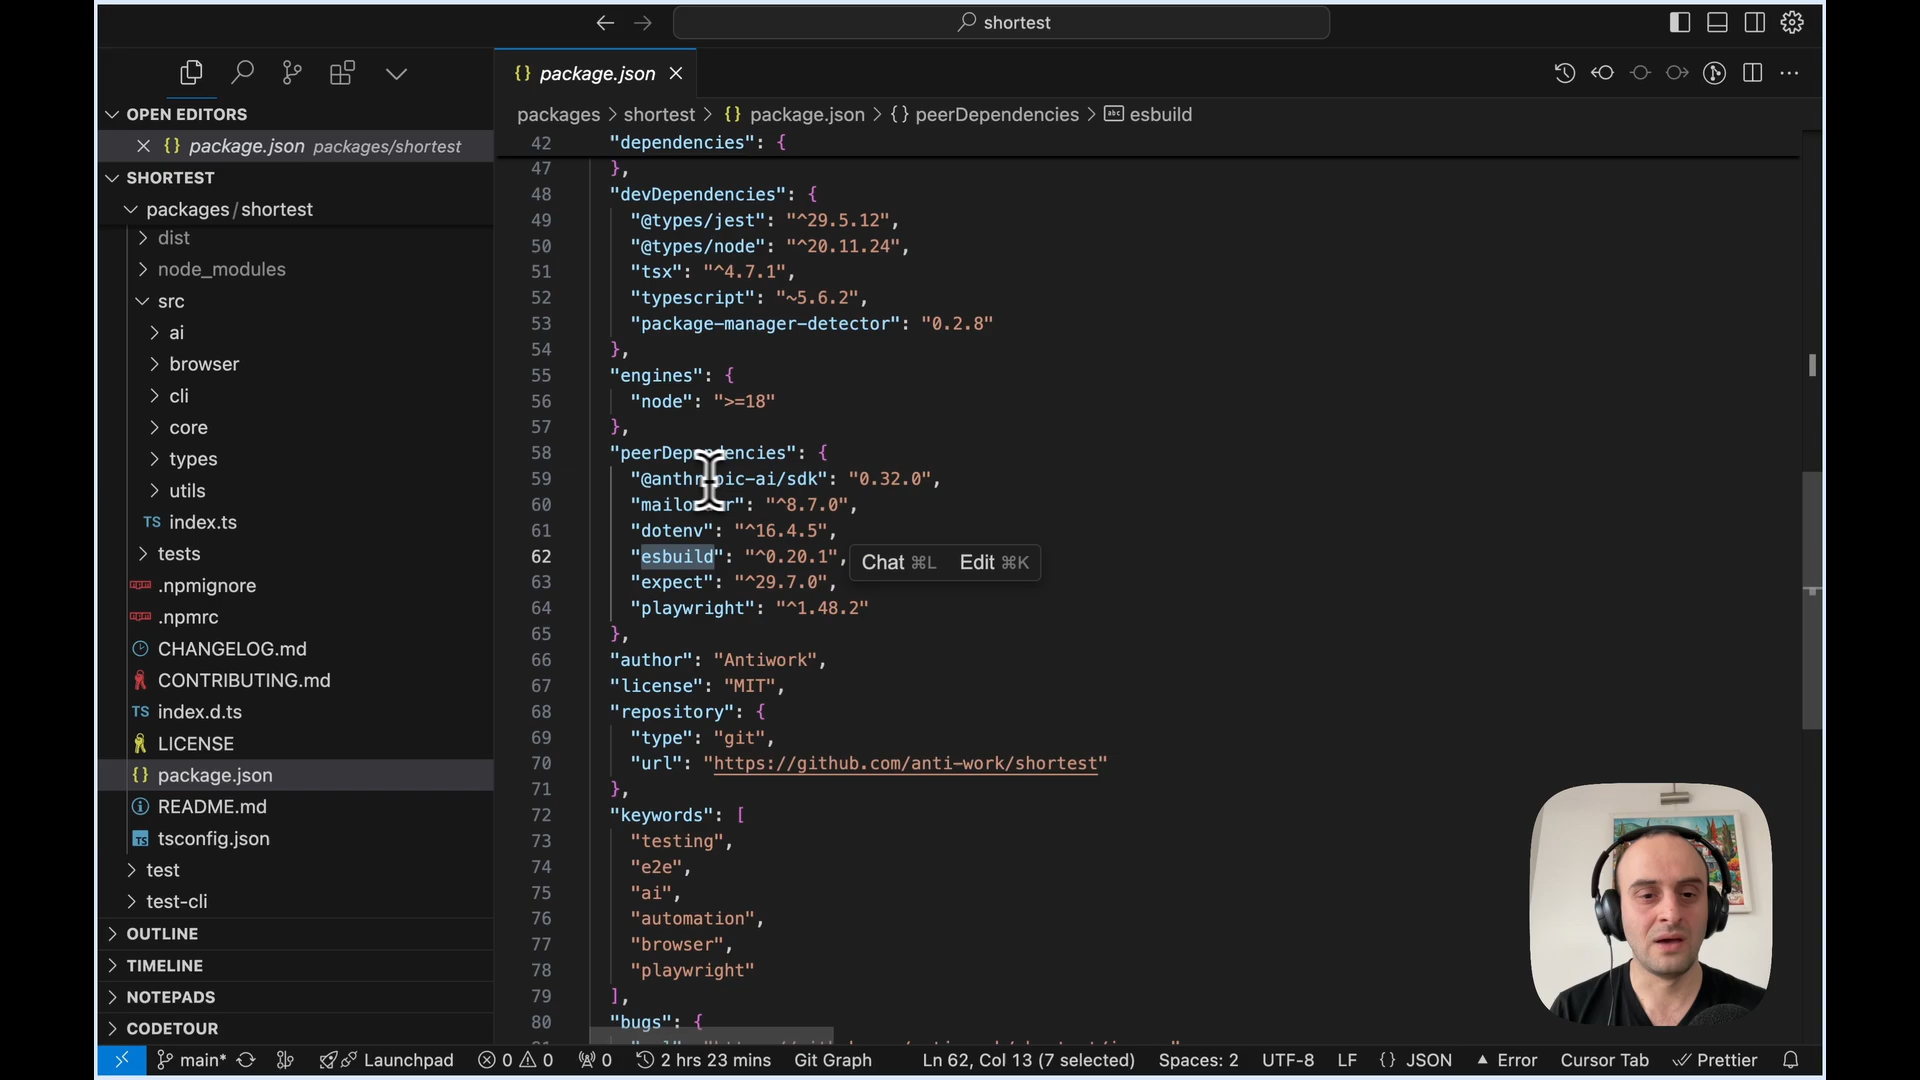 shortest
package.json
OPEN EDITORS
package.json packages/shortest
SHORTEST
packages/shortest
dist
node_modules
src
ai
browser
cli
core
types
utils
TS index.ts
tests
.npmignore
.npmrc
CHANGELOG.md
CONTRIBUTING.md
TS index.d.ts
LICENSE
{} package.json
README.md
TS tsconfig.json
test
test-cli
OUTLINE
TIMELINE
NOTEPADS
CODETOUR
packages > shortest > {} package.json > {} peerDependencies > abc esbuild
42 "dependencies": {
47 },
48 "devDependencies": {
49 "@types/jest": "^29.5.12",
50 "@types/node": "^20.11.24",
51 "tsx": "^4.7.1",
52 "typescript": "~5.6.2",
53 "package-manager-detector": "0.2.8"
54 },
55 "engines": {
56 "node": ">=18"
57 },
58 "peerDependencies": {
59 "@anthropic-ai/sdk": "0.32.0",
60 "^8.7.0",
61 "dotenv": "^16.4.5",
62 "esbuild": "^0.20.1",
Chat ⌘L Edit ⌘K
63 "expect": "^29.7.0",
64 "playwright": "^1.48.2"
65 },
66 "author": "Antiwork",
67 "license": "MIT",
68 "repository": {
69 "type": "git",
70 "url": "https://github.com/anti-work/shortest"
71 },
72 "keywords": [
73 "testing",
74 "e2e",
75 "ai",
76 "automation",
77 "browser",
78 "playwright"
79 ],
80 "bugs": {
main* 
Launchpad
0 0
0
2 hrs 23 mins
Git Graph
Ln 62, Col 13 (7 selected)
Spaces: 2
UTF-8
LF
{} JSON
Error
Cursor Tab
Prettier